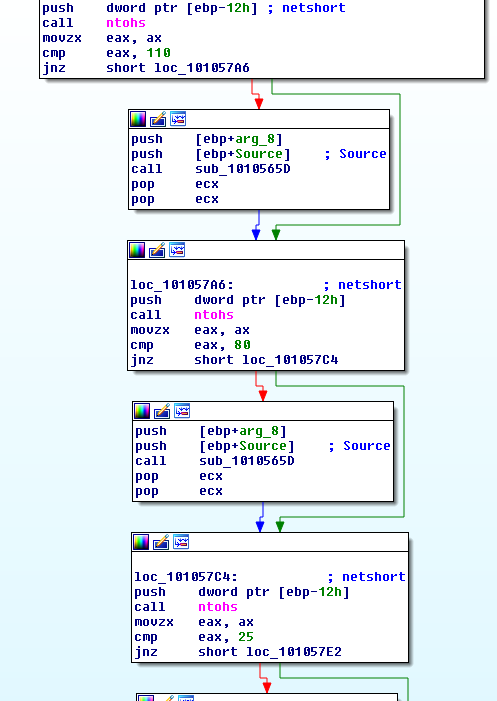 push dword ptr [ebp-12h] ; netshort
call ntohs
movzx eax, ax
cmp eax, 110
jnz short loc_101057A6
push [ebp+arg_8]
push [ebp+Source] ; Source
call sub_1010565D
pop ecx
pop ecx
loc_101057A6: ; netshort
push dword ptr [ebp-12h]
call ntohs
movzx eax, ax
cmp eax, 80
jnz short loc_101057C4
push [ebp+arg_8]
push [ebp+Source] ; Source
call sub_1010565D
pop ecx
pop ecx
loc_101057C4: ; netshort
push dword ptr [ebp-12h]
call ntohs
movzx eax, ax
cmp eax, 25
jnz short loc_101057E2